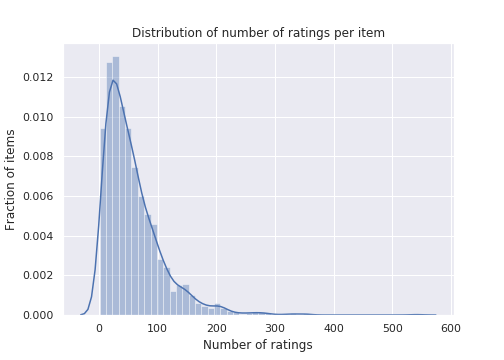 Distribution of number of ratings per item
0.012
0.010
0.008
0.006
0.004
0.002
0.000
Fraction of items
0 100 200 300 400 500 600
Number of ratings